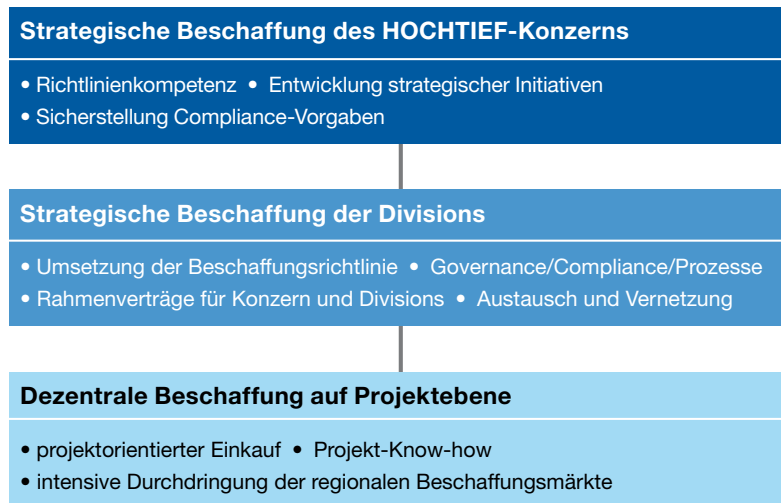 Strategische Beschaffung des HOCHTIEF-Konzerns
• Richtlinienkompetenz • Entwicklung strategischer Initiativen
• Sicherstellung Compliance-Vorgaben
Strategische Beschaffung der Divisions
• Umsetzung der Beschaffungsrichtlinie • Governance/Compliance/Prozesse
• Rahmenverträge für Konzern und Divisions • Austausch und Vernetzung
Dezentrale Beschaffung auf Projektebene
• projektorientierter Einkauf • Projekt-Know-how
• intensive Durchdringung der regionalen Beschaffungsmärkte